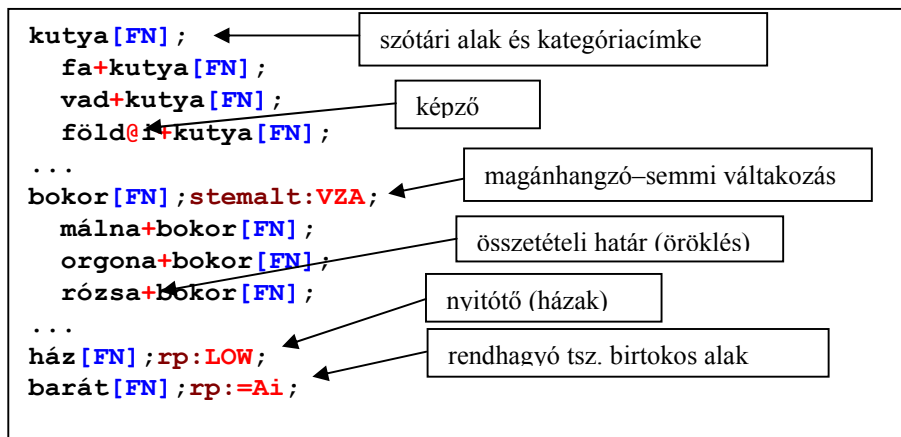 kutya[FN];
szótári alak és kategóriacímke
fa+kutya[FN];
vad+kutya[FN];
képző
föld@i+kutya[FN];
...
bokor[FN];stemalt:VZA;
magánhangzó–semmi váltakozás
málna+bokor[FN];
orgona+bokor[FN];
összetételi határ (öröklés)
rózsa+bokor[FN];
nyitótő (házak)
...
ház[FN];rp:LOW;
rendhagyó tsz. birtokos alak
barát[FN];rp:=Ai;